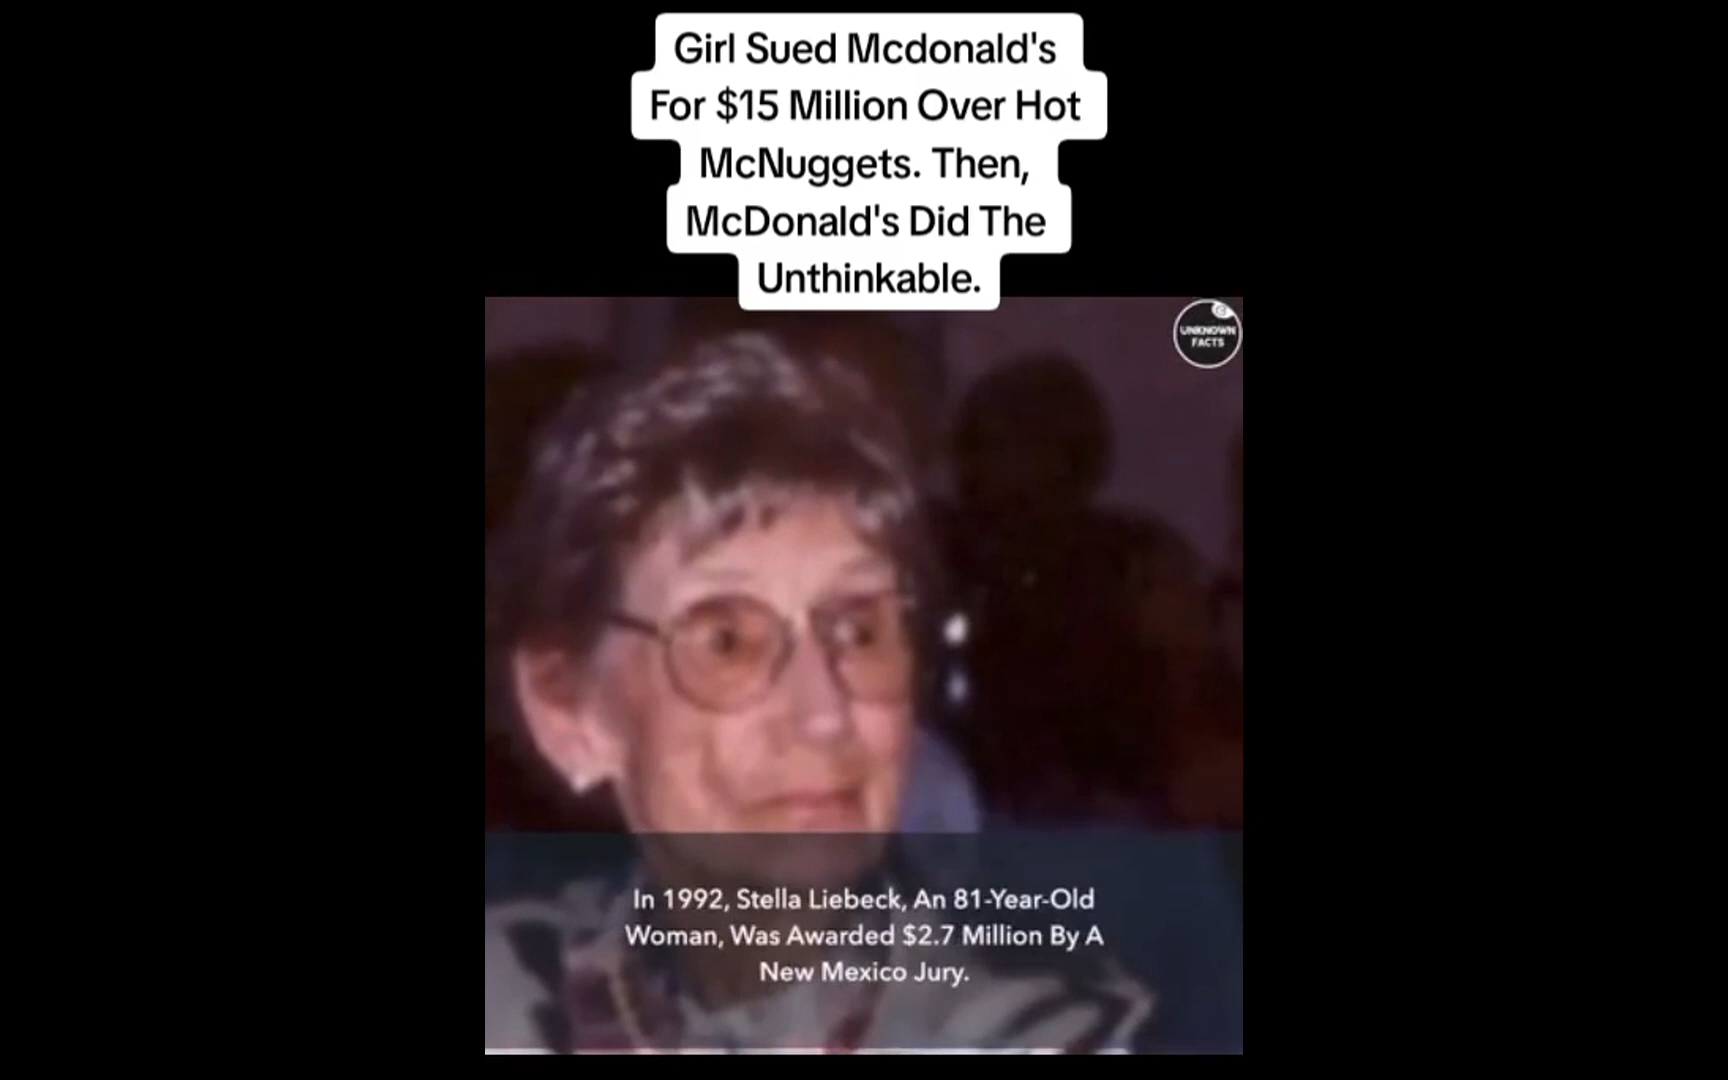 Girl Sued Mcdonald's
For $15 Million Over Hot
McNuggets. Then,
McDonald's Did The
Unthinkable.
UNKNOWN
FACTS
In 1992, Stella Liebeck, An 81-Year-Old
Woman, Was Awarded $2.7 Million By A
New Mexico Jury.